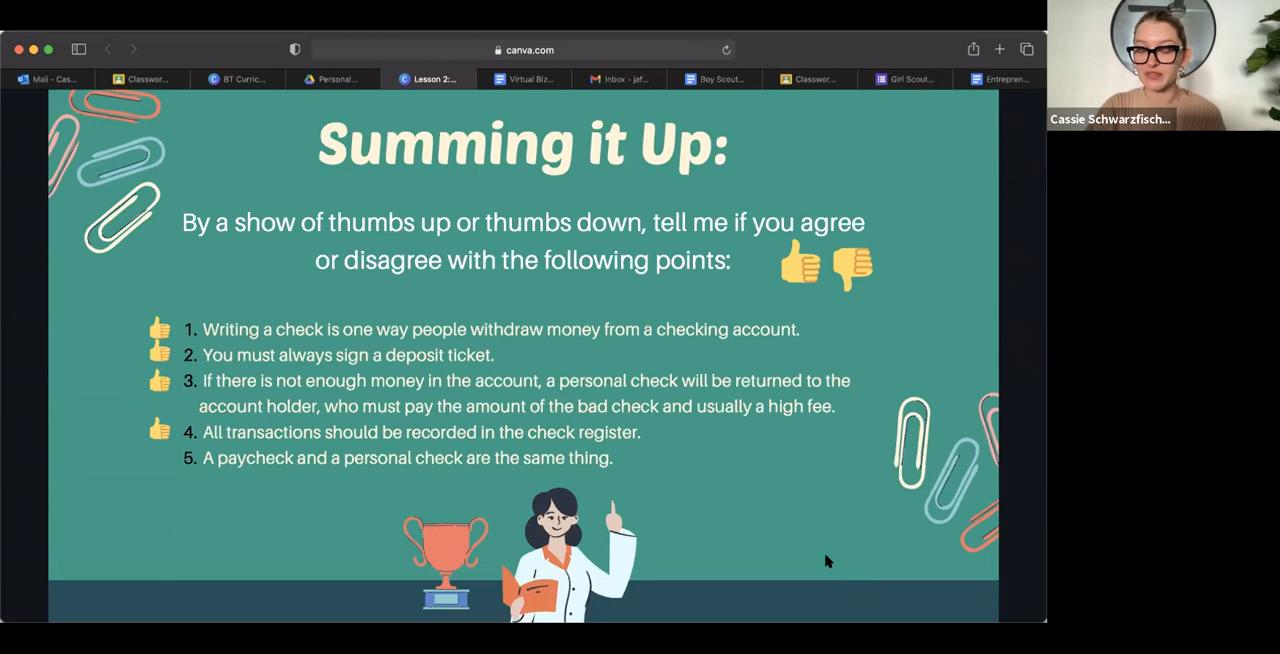 canva.com
Mail – Cas...
Classwor...
BT Curric...
Personal...
Lesson 2:...
Virtual Biz...
Inbox - jaf...
Boy Scout...
Classwor...
Girl Scout...
Entrepren...
Cassie Schwarzfisch...
Summing it Up:
By a show of thumbs up or thumbs down, tell me if you agree
or disagree with the following points:
1. Writing a check is one way people withdraw money from a checking account.
2. You must always sign a deposit ticket.
3. If there is not enough money in the account, a personal check will be returned to the
account holder, who must pay the amount of the bad check and usually a high fee.
4. All transactions should be recorded in the check register.
5. A paycheck and a personal check are the same thing.